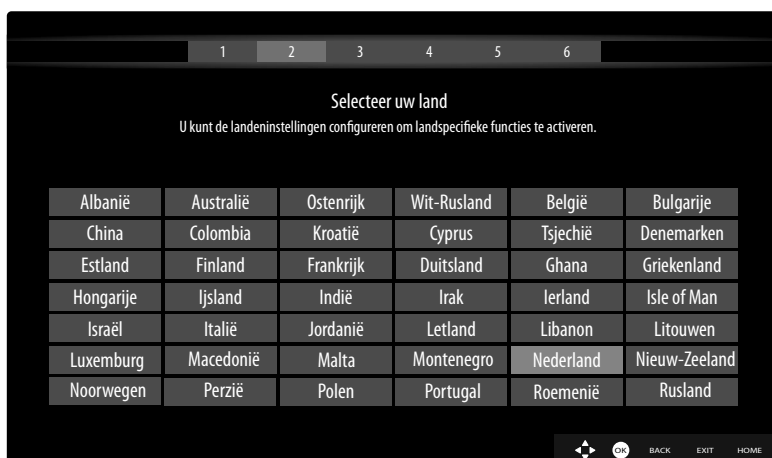 1 2 3 4 5 6
Selecteer uw land
U kunt de landeninstellingen configureren om landspecifieke functies te activeren.
Albanië Australië Ostenrijk Wit-Rusland België Bulgarije
China Colombia Kroatië Cyprus Tsjechië Denemarken
Estland Finland Frankrijk Duitsland Ghana Griekenland
Hongarije Ijsland Indië Irak Ierland Isle of Man
Israël Italië Jordanië Letland Libanon Litouwen
Luxemburg Macedonië Malta Montenegro Nederland Nieuw-Zeeland
Noorwegen Perzië Polen Portugal Roemenië Rusland
OK BACK EXIT HOME